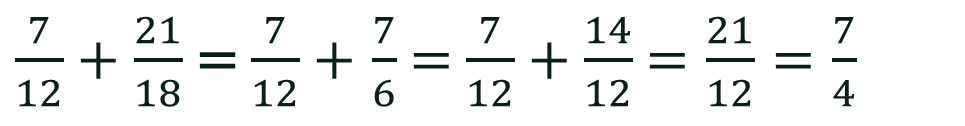 7/12 + 21/18 = 7/12 + 7/6 = 7/12 + 14/12 = 21/12 = 7/4